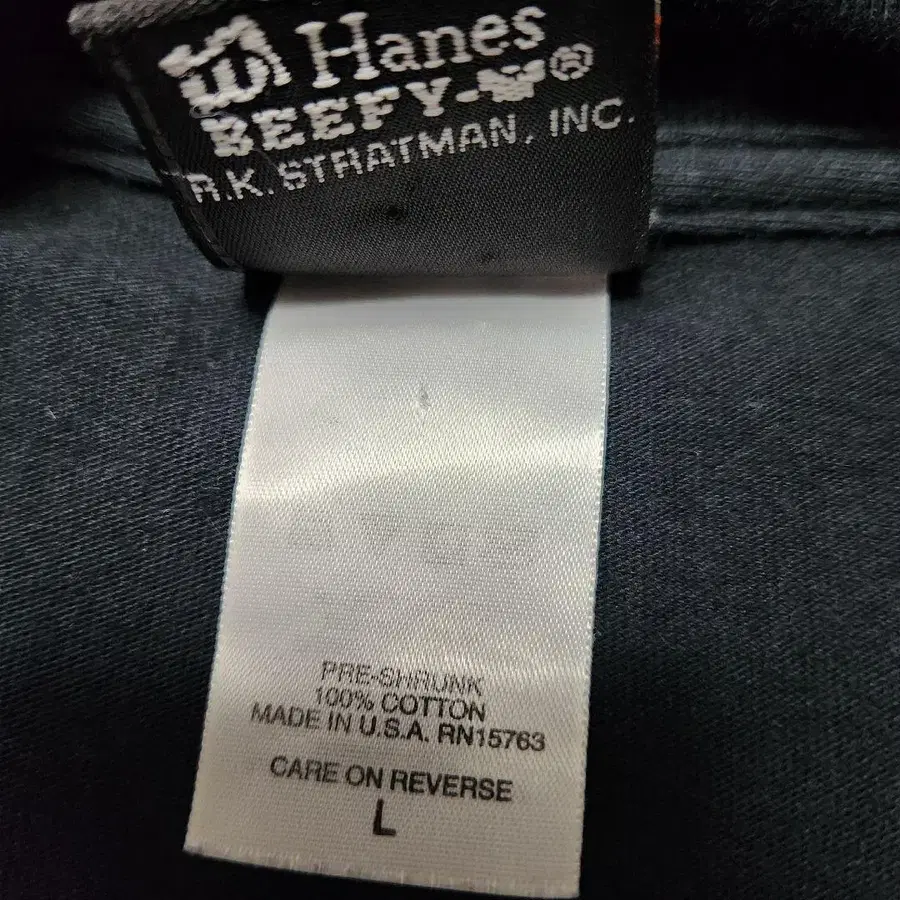 Hanes
BEEFY-T®
R.K. STRATMAN, INC.
PRE-SHRUNK
100% COTTON
MADE IN U.S.A. RN15763
CARE ON REVERSE
L